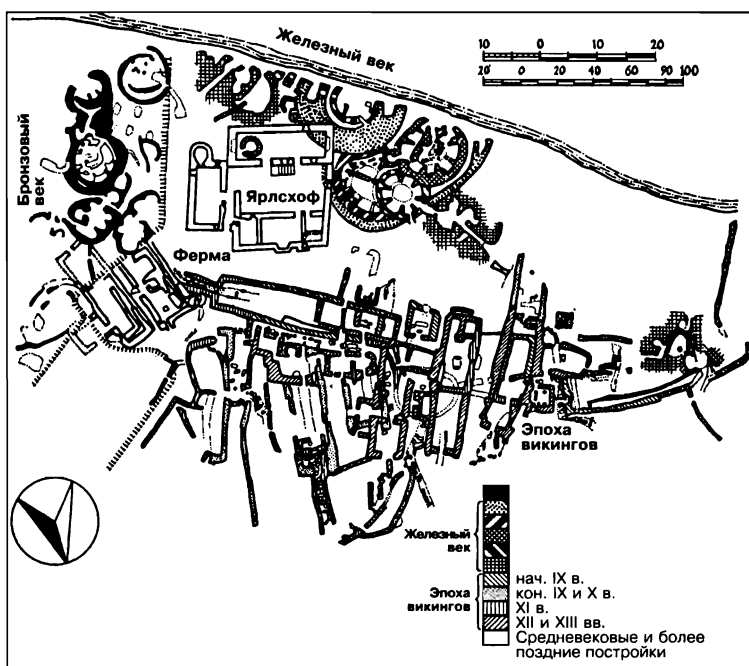 Железный век
10 0 10 20
20 0 20 40 60 80 100
Бронзовый
век
Ярлсхоф
Ферма
Эпоха
викингов
Железный
век
Эпоха
викингов
нач. IX в.
кон. IX и X в.
XI в.
XII и XIII вв.
Средневековые и более
поздние постройки